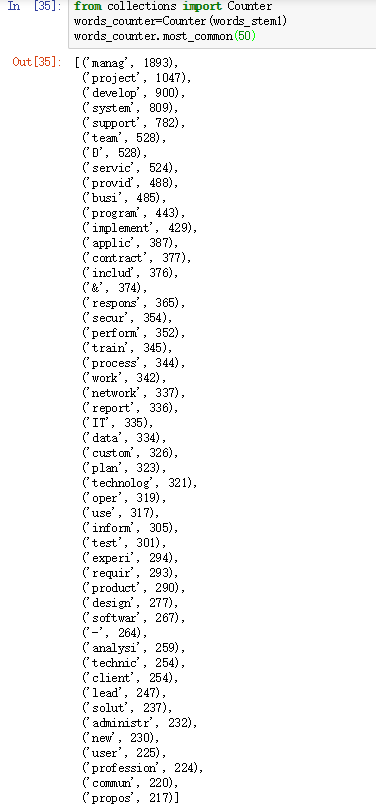 In [35]: from collections import Counter
words_counter=Counter(words_stem1)
words_counter.most_common(50)
Out[35]: [('manag', 1893),
('project', 1047),
('develop', 900),
('system', 809),
('support', 782),
('team', 528),
('', 528),
('servic', 524),
('provid', 488),
('busi', 485),
('program', 443),
('implement', 429),
('applic', 387),
('contract', 377),
('includ', 376),
('&', 374),
('respons', 365),
('secur', 354),
('perform', 352),
('train', 345),
('process', 344),
('work', 342),
('network', 337),
('report', 336),
('IT', 335),
('data', 334),
('custom', 326),
('plan', 323),
('technolog', 321),
('oper', 319),
('use', 317),
('inform', 305),
('test', 301),
('experi', 294),
('requir', 293),
('product', 290),
('design', 277),
('softwar', 267),
('-', 264),
('analysi', 259),
('technic', 254),
('client', 254),
('lead', 247),
('solut', 237),
('administr', 232),
('new', 230),
('user', 225),
('profession', 224),
('commun', 220),
('propos', 217)]